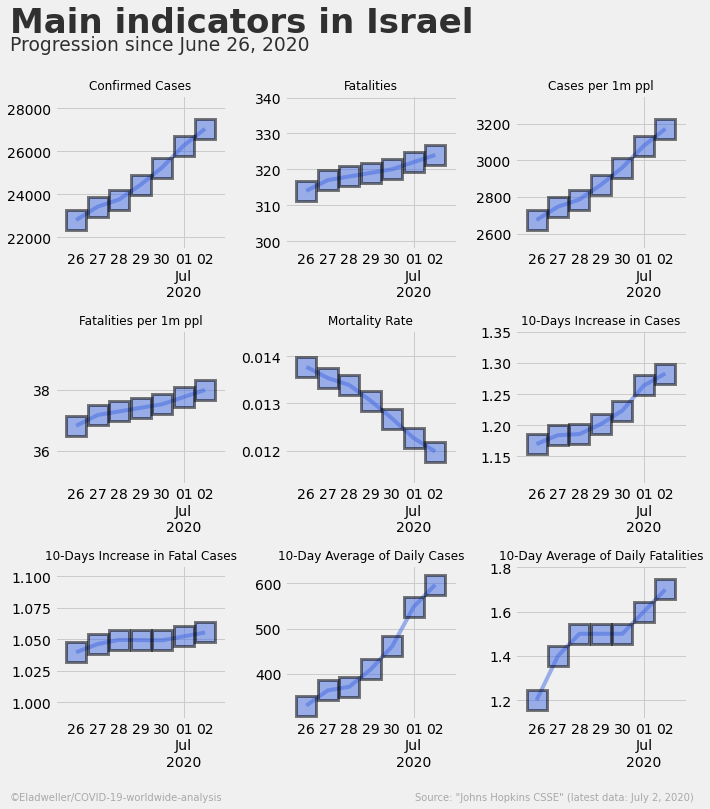 Main indicators in Israel
Progression since June 26, 2020
Confirmed Cases
28000
26000
24000
22000
26 27 28 29 30 01 02
Jul
2020
Fatalities
340
330
320
310
300
26 27 28 29 30 01 02
Jul
2020
Cases per 1m ppl
3200
3000
2800
2600
26 27 28 29 30 01 02
Jul
2020
Fatalities per 1m ppl
38
36
26 27 28 29 30 01 02
Jul
2020
Mortality Rate
0.014
0.013
0.012
26 27 28 29 30 01 02
Jul
2020
10-Days Increase in Cases
1.35
1.30
1.25
1.20
1.15
26 27 28 29 30 01 02
Jul
2020
10-Days Increase in Fatal Cases
1.100
1.075
1.050
1.025
1.000
26 27 28 29 30 01 02
Jul
2020
10-Day Average of Daily Cases
600
500
400
26 27 28 29 30 01 02
Jul
2020
10-Day Average of Daily Fatalities
1.8
1.6
1.4
1.2
26 27 28 29 30 01 02
Jul
2020
©Eladweller/COVID-19-worldwide-analysis
Source: "Johns Hopkins CSSE" (latest data: July 2, 2020)